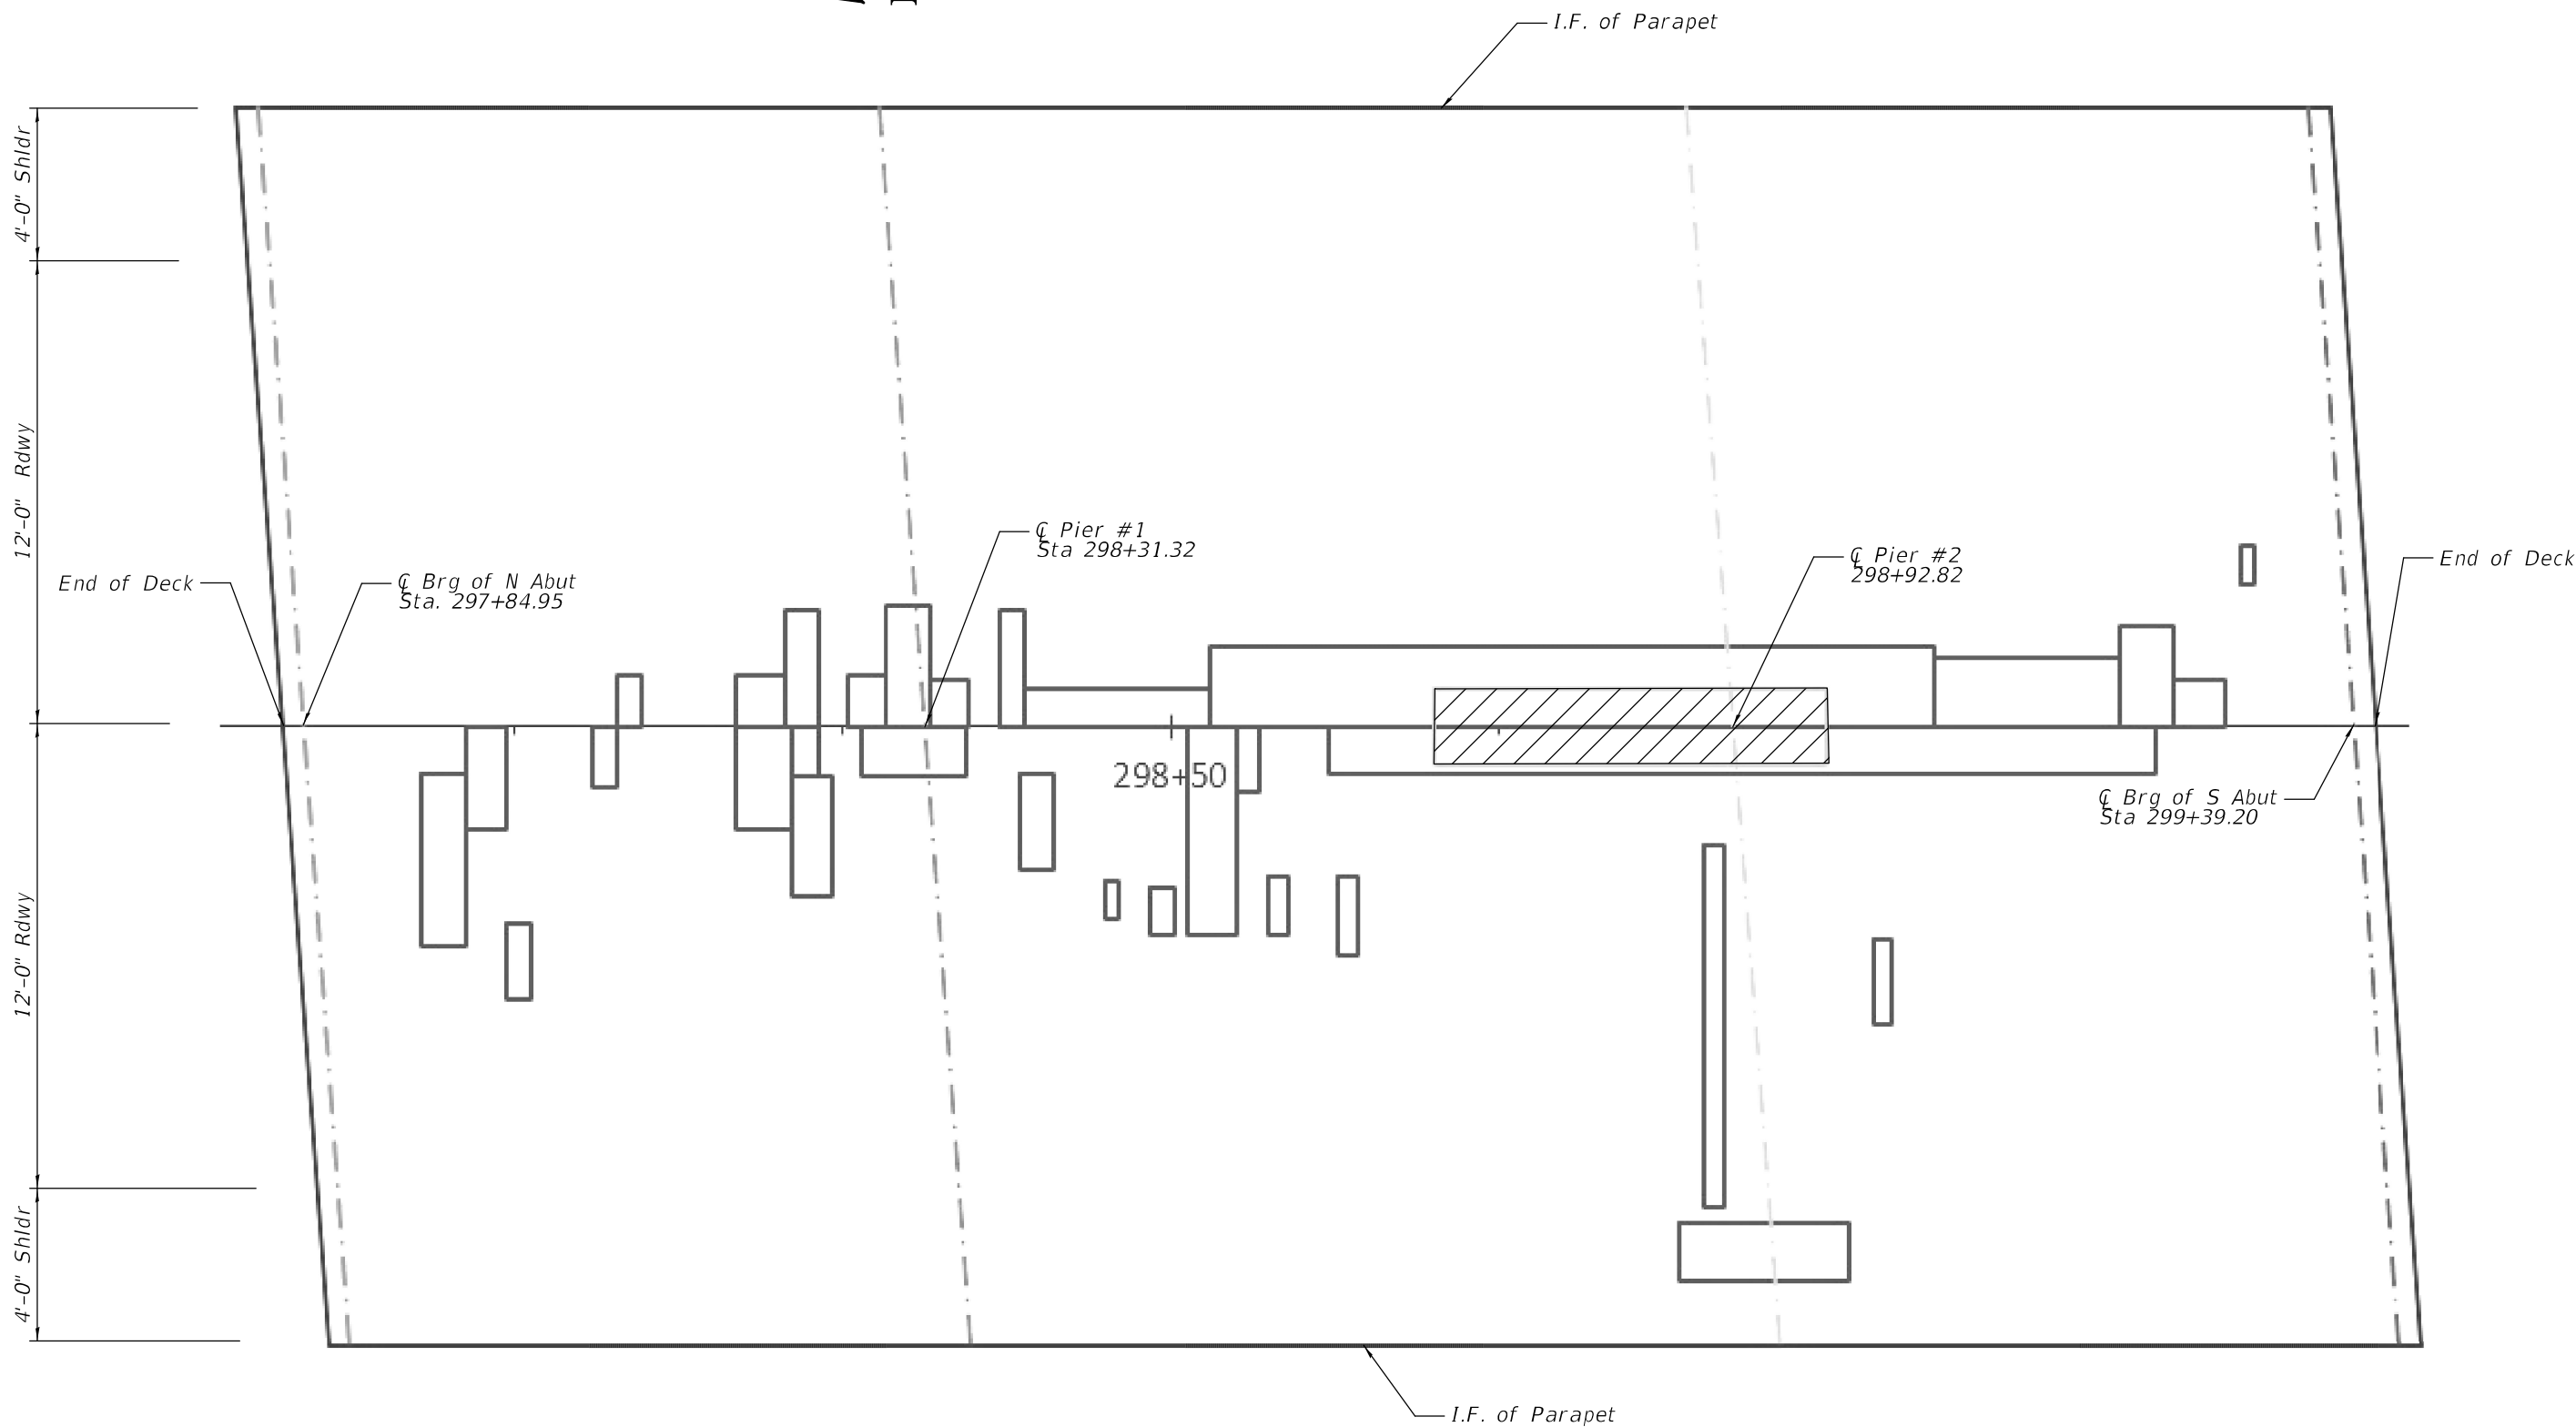 I.F. of Parapet
4'-0" Shldr
12'-0" Rdwy
℄ Pier #1
Sta 298+31.32
℄ Pier #2
298+92.82
End of Deck
End of Deck
℄ Brg of N Abut
Sta. 297+84.95
298+50
℄ Brg of S Abut
Sta 299+39.20
12'-0" Rdwy
4'-0" Shldr
I.F. of Parapet